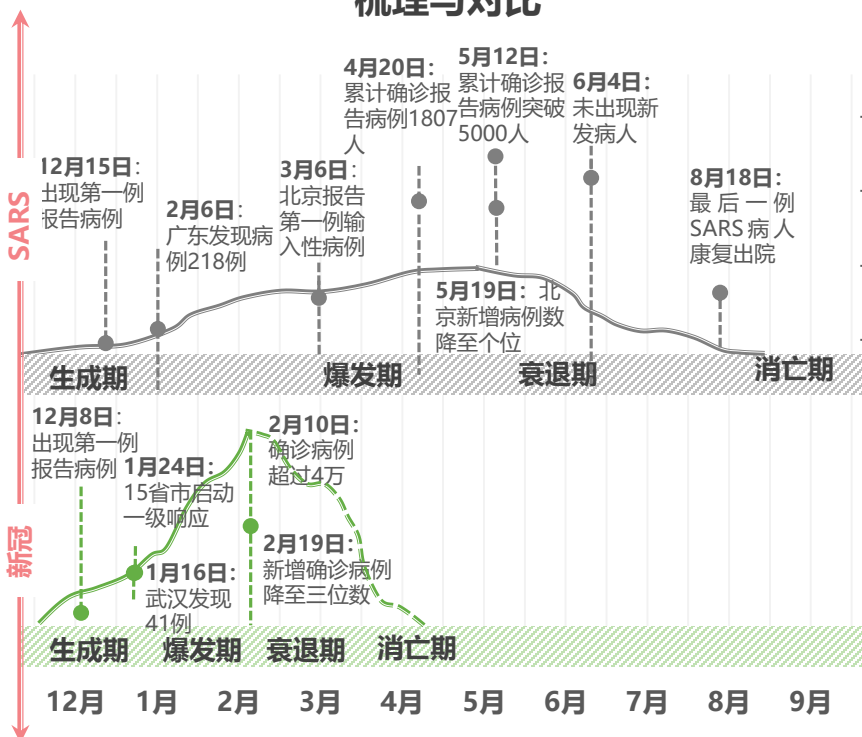 梳理与对比
SARS
12月15日:
出现第一例
报告病例
2月6日:
广东发现病
例218例
3月6日:
北京报告
第一例输
入性病例
4月20日:
累计确诊报
告病例1807
人
5月12日:
累计确诊报
告病例突破
5000人
6月4日:
未出现新
发病人
5月19日: 北
京新增病例数
降至个位
8月18日:
最后一例
SARS病人
康复出院
生成期
爆发期
衰退期
消亡期
新冠
12月8日:
出现第一例
报告病例
1月24日:
15省市启动
一级响应
1月16日:
武汉发现
41例
2月10日:
确诊病例
超过4万
2月19日:
新增确诊病例
降至三位数
生成期
爆发期
衰退期
消亡期
12月 1月 2月 3月 4月 5月 6月 7月 8月 9月